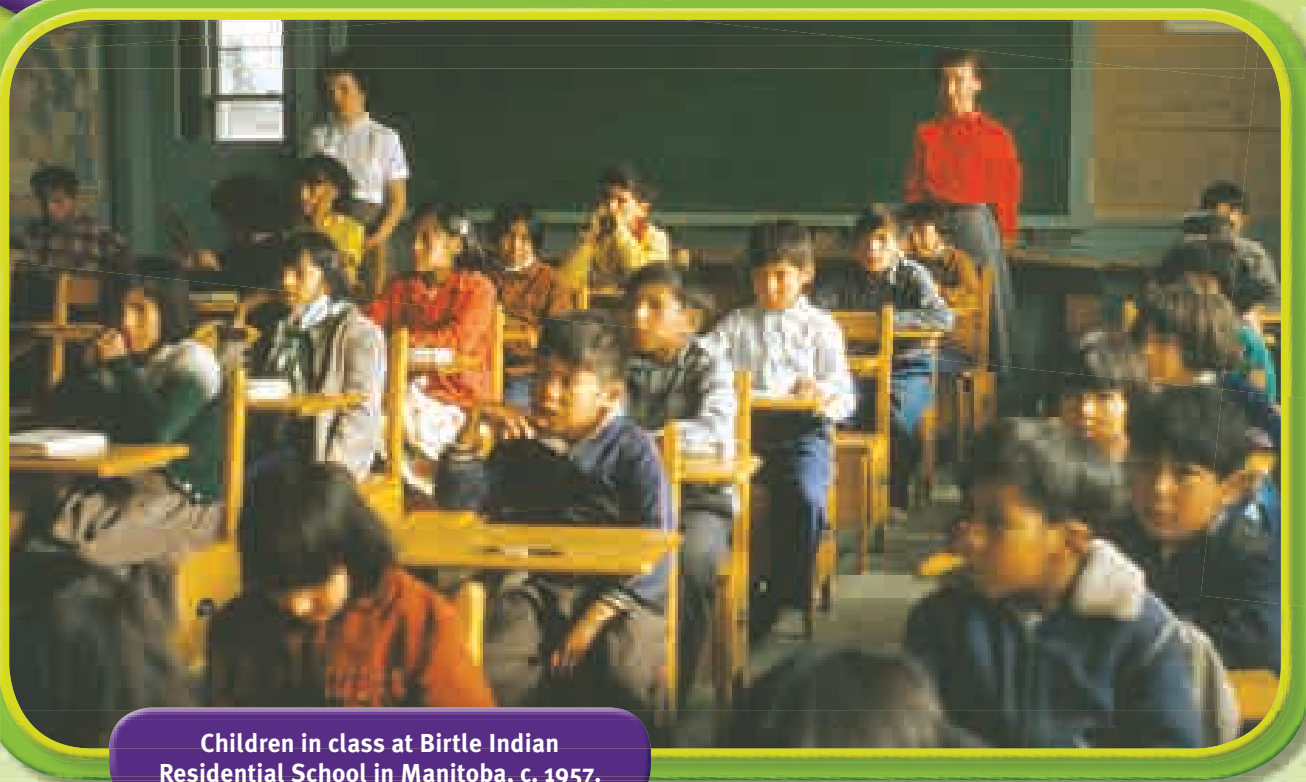 Children in class at Birtle Indian
Residential School in Manitoba, c. 1957.